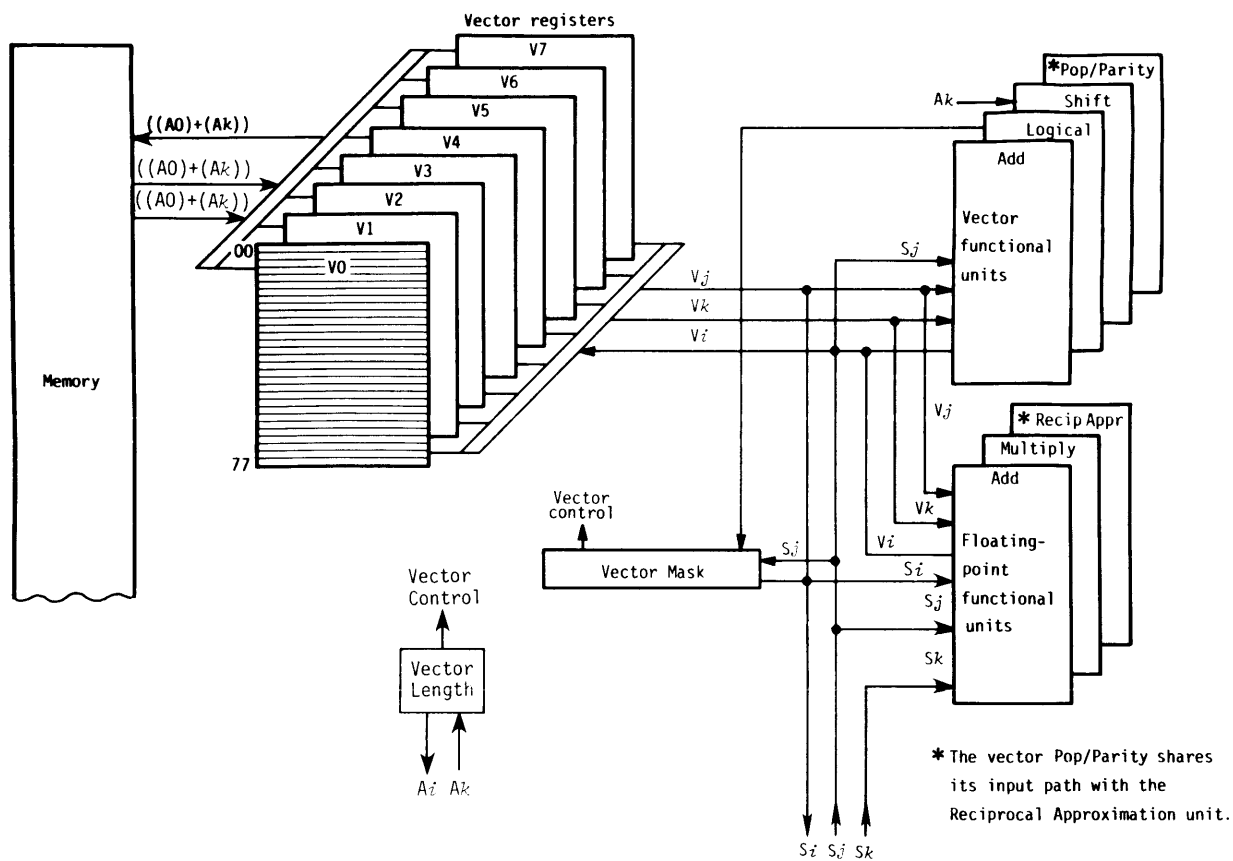 Vector registers
V7
V6
V5
V4
V3
V2
V1
V0
00
77
Memory
((A0)+(Ak))
((A0)+(Ak))
((A0)+(Ak))
*Pop/Parity
Ak
Shift
Logical
Add
Vector
functional
units
Sj
Vj
Vk
Vi
Vj
* Recip Appr
Multiply
Add
Floating-
point
functional
units
Vk
Vi
Si
Sj
Sk
Vector
control
Sj
Vector Mask
Vector
Control
Vector
Length
Ai Ak
* The vector Pop/Parity shares
its input path with the
Reciprocal Approximation unit.
Si Sj Sk